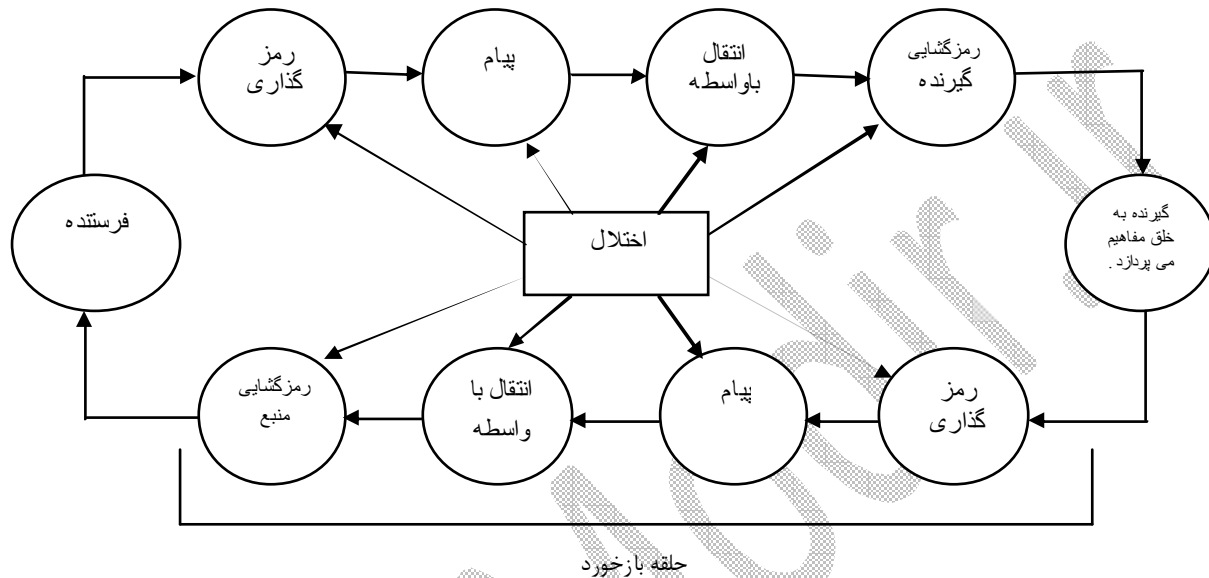 رمز
گذاری
پیام
انتقال
باواسطه
رمزگشایی
گیرنده
فرستنده
اختلال
گیرنده به
خلق مفاهیم
می پردازد .
رمزگشایی
منبع
انتقال با
واسطه
پیام
رمز
گذاری
حلقه بازخورد